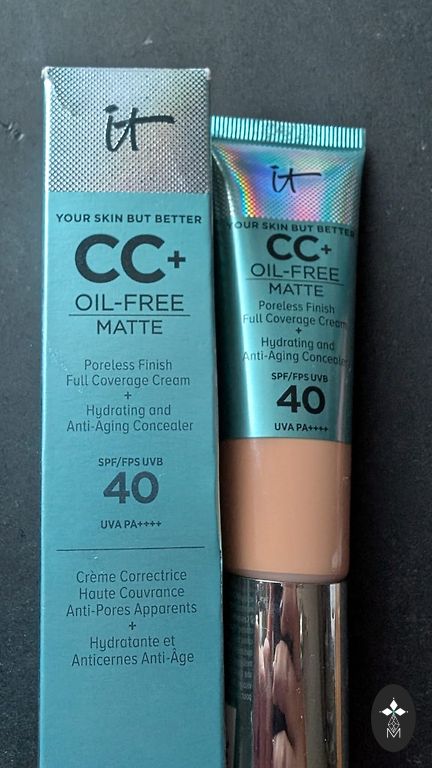 it
YOUR SKIN BUT BETTER
CC+
OIL-FREE
MATTE
Poreless Finish
Full Coverage Cream
+
Hydrating and
Anti-Aging Concealer
SPF/FPS UVB
40
UVA PA++++
Crème Correctrice
Haute Couvrance
Anti-Pores Apparents
+
Hydratante et
Anticernes Anti-Âge
it
YOUR SKIN BUT BETTER
CC+
OIL-FREE
MATTE
Poreless Finish
Full Coverage Cream
+
Hydrating and
Anti-Aging Concealer
SPF/FPS UVB
40
UVA PA++++
M